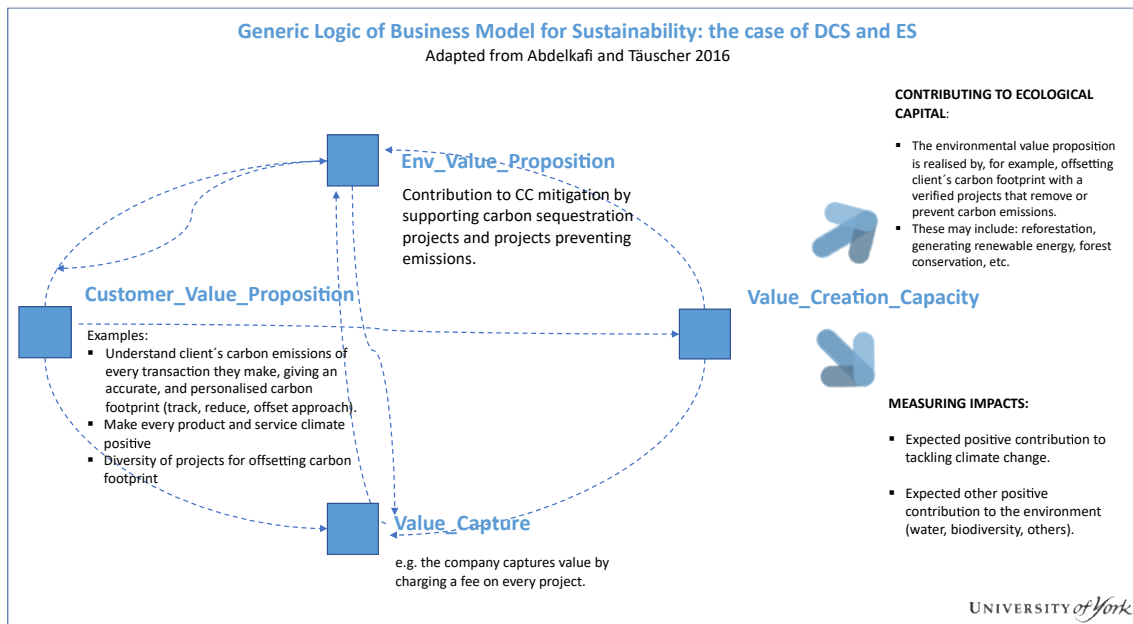 Generic Logic of Business Model for Sustainability: the case of DCS and ES
Adapted from Abdelkafi and Täuscher 2016
Env_Value_Proposition
Contribution to CC mitigation by
supporting carbon sequestration
projects and projects preventing
emissions.
Customer_Value_Proposition
Examples:
▪ Understand client´s carbon emissions of
every transaction they make, giving an
accurate, and personalised carbon
footprint (track, reduce, offset approach).
▪ Make every product and service climate
positive
▪ Diversity of projects for offsetting carbon
footprint
Value_Capture
e.g. the company captures value by
charging a fee on every project.
Value_Creation_Capacity
CONTRIBUTING TO ECOLOGICAL
CAPITAL:
▪ The environmental value proposition
is realised by, for example, offsetting
client´s carbon footprint with a
verified projects that remove or
prevent carbon emissions.
▪ These may include: reforestation,
generating renewable energy, forest
conservation, etc.
MEASURING IMPACTS:
▪ Expected positive contribution to
tackling climate change.
▪ Expected other positive
contribution to the environment
(water, biodiversity, others).
UNIVERSITY of York